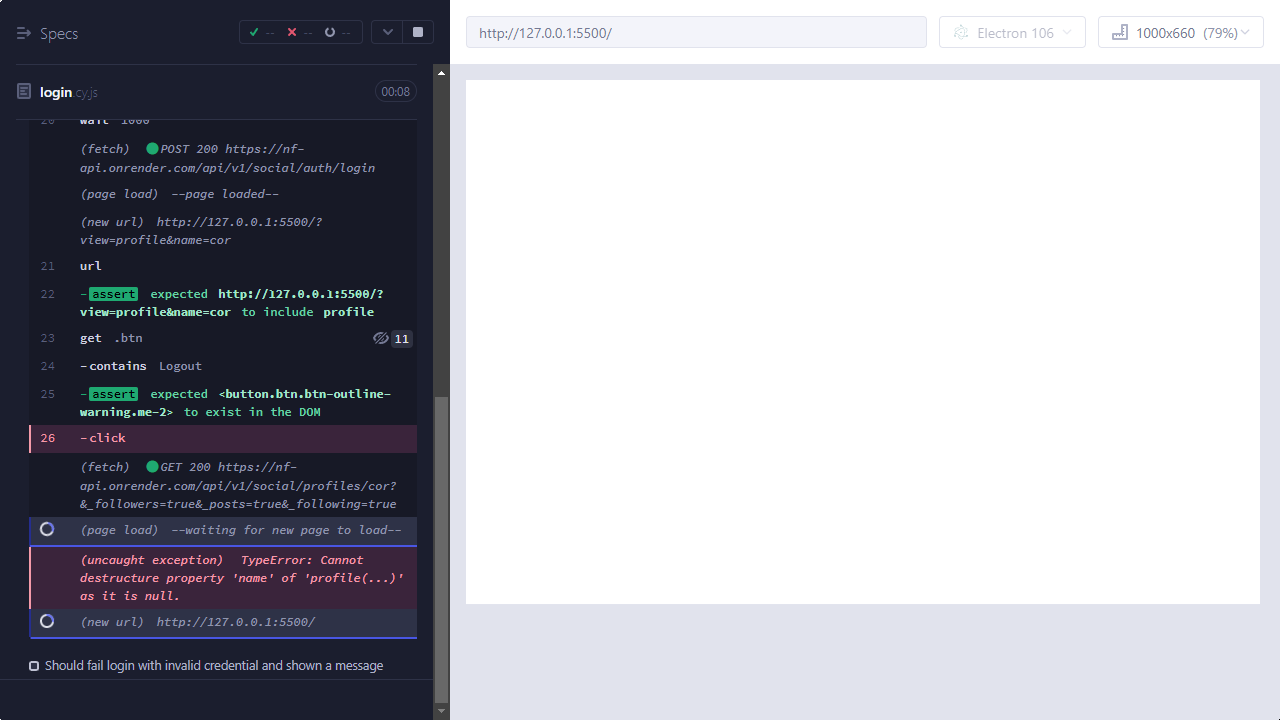 Specs
--
--
--
http://127.0.0.1:5500/
Electron 106
1000x660 (79%)
login.cy.js
00:08
20 wait 1000
(fetch) POST 200 https://nf-
api.onrender.com/api/v1/social/auth/login
(page load) --page loaded--
(new url) http://127.0.0.1:5500/?
view=profile&name=cor
21 url
22 -assert expected http://127.0.0.1:5500/?
view=profile&name=cor to include profile
23 get .btn 11
24 -contains Logout
25 -assert expected <button.btn.btn-outline-
warning.me-2> to exist in the DOM
26 -click
(fetch) GET 200 https://nf-
api.onrender.com/api/v1/social/profiles/cor?
&_followers=true&_posts=true&_following=true
(page load) --waiting for new page to load--
(uncaught exception) TypeError: Cannot
destructure property 'name' of 'profile(...)'
as it is null.
(new url) http://127.0.0.1:5500/
Should fail login with invalid credential and shown a message